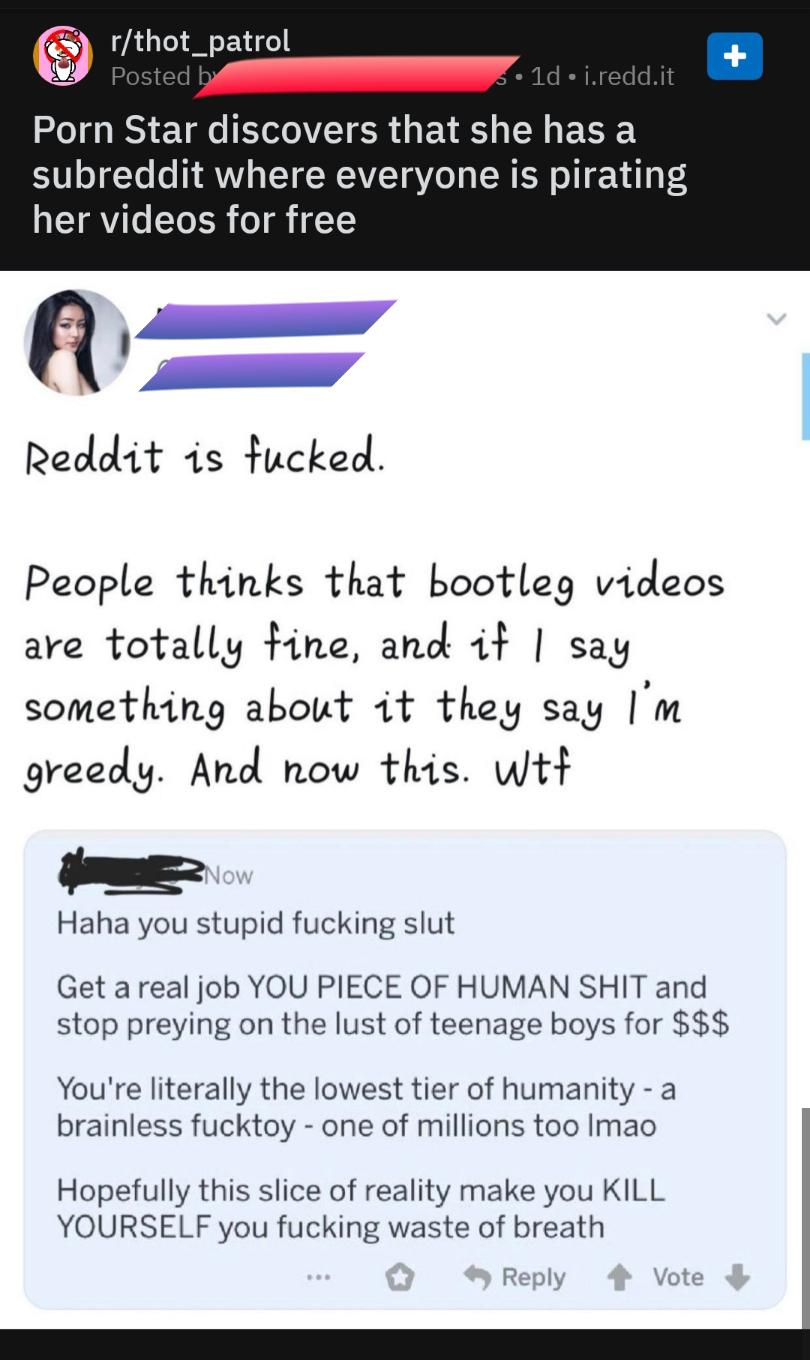 r/thot_patrol
Posted by • 1d • i.redd.it
Porn Star discovers that she has a
subreddit where everyone is pirating
her videos for free
Reddit is fucked.
People thinks that bootleg videos
are totally fine, and if I say
something about it they say I'm
greedy. And now this. Wtf
Now
Haha you stupid fucking slut
Get a real job YOU PIECE OF HUMAN SHIT and
stop preying on the lust of teenage boys for $$$
You're literally the lowest tier of humanity - a
brainless fucktoy - one of millions too lmao
Hopefully this slice of reality make you KILL
YOURSELF you fucking waste of breath
... Reply Vote